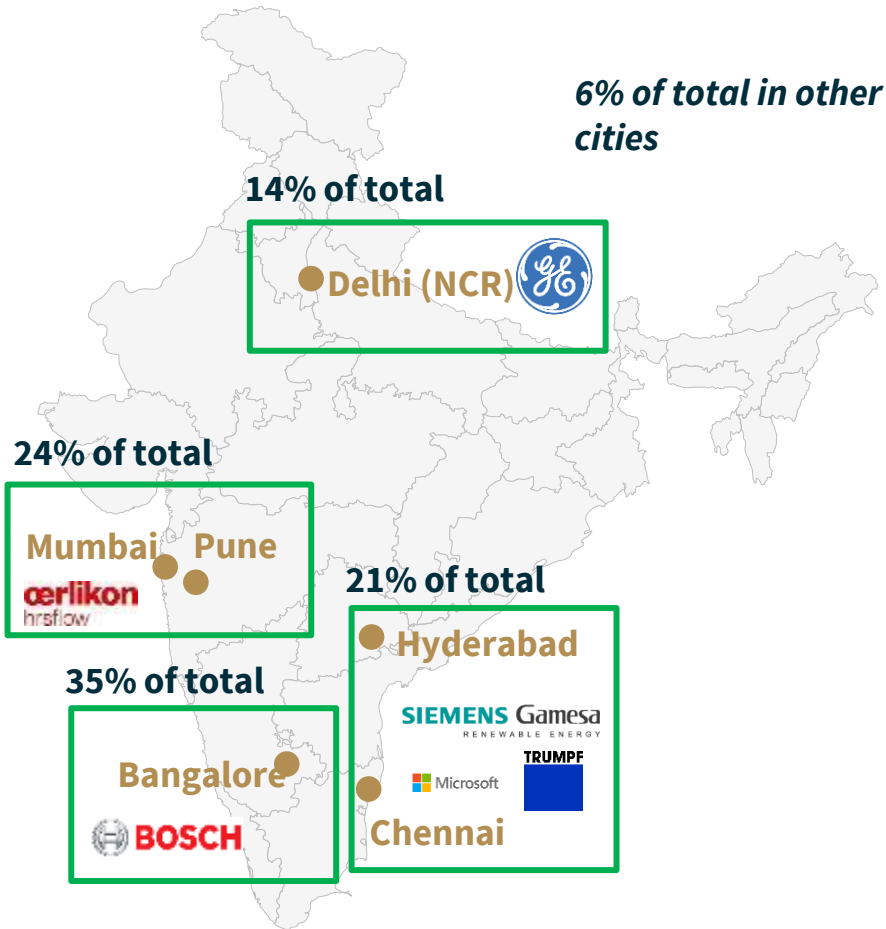 6% of total in other
cities
14% of total
Delhi (NCR)
GE
24% of total
Mumbai
Pune
œrlikon
hrsflow
21% of total
Hyderabad
35% of total
SIEMENS Gamesa
RENEWABLE ENERGY
Bangalore
Microsoft
TRUMPF
Chennai
BOSCH